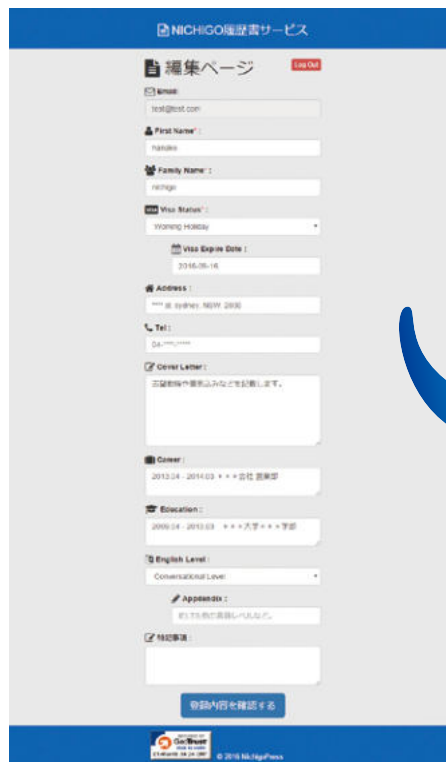 NICHIGO履歴書サービス
編集ページ
Log Out
Email
test@test.com
First Name* :
hanako
Family Name* :
nichigo
VISA Visa Status* :
Working Holiday
Visa Expire Date :
2016-09-16
Address :
**** st. sydney, NSW, 2000
Tel :
04-****-****
Cover Letter :
志望動機や意気込みなどを記載します。
Career :
2013.04 - 2014.03 * * *会社 営業部
Education :
2009.04 - 2013.03 * * *大学* * *学部
English Level :
Conversational Level
Appendix :
特記事項 :
登録内容を確認する
GeoTrust
© 2016 NichigoPress